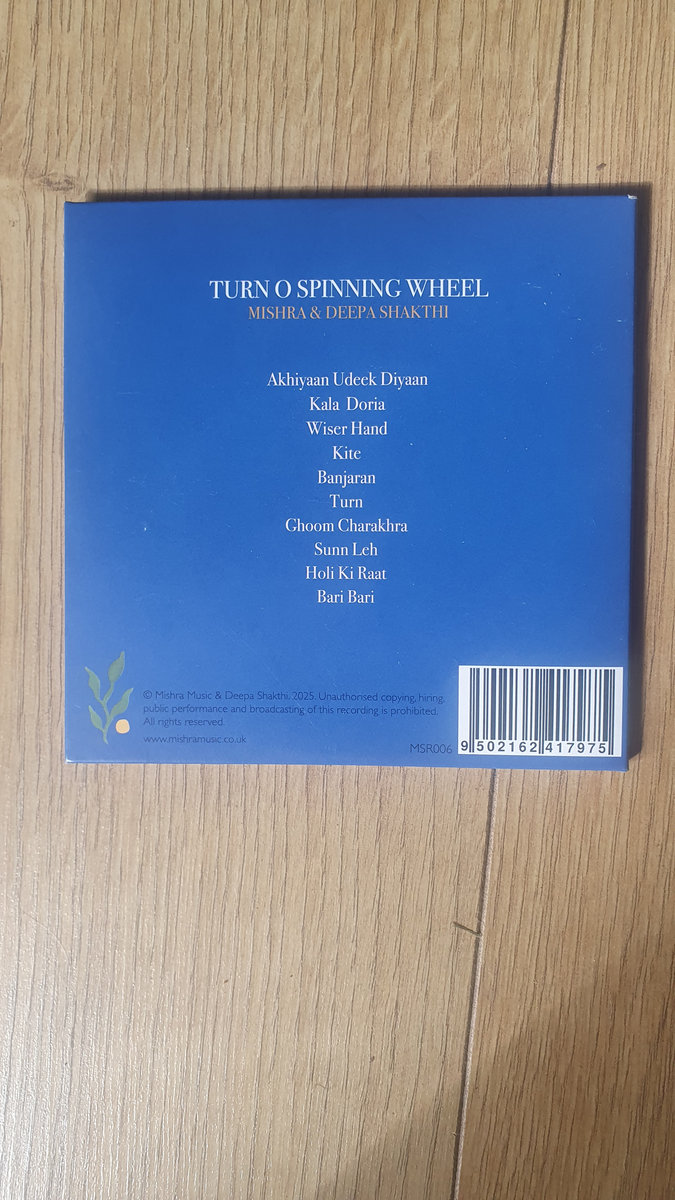 TURN O SPINNING WHEEL
MISHRA & DEEPA SHAKTHI
Akhiyaan Udeek Diyaan
Kala Doria
Wiser Hand
Kite
Banjaran
Turn
Ghoom Charakhra
Sunn Leh
Holi Ki Raat
Bari Bari
© Mishra Music & Deepa Shakthi. 2025. Unauthorised copying, hiring,
public performance and broadcasting of this recording is prohibited.
All rights reserved.
www.mishramusic.co.uk
MSR006
9 502162 417975